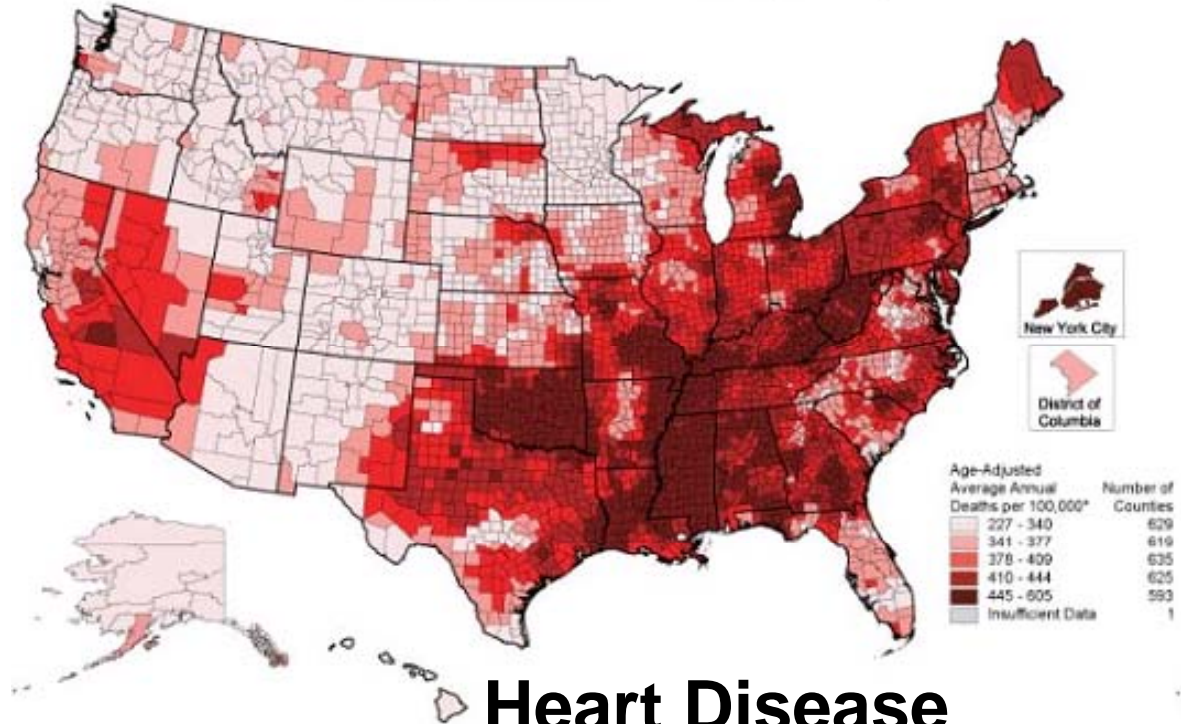 New York City
District of
Columbia
Age-Adjusted
Average Annual Number of
Deaths per 100,000* Counties
227 - 340 629
341 - 377 619
378 - 409 635
410 - 444 625
445 - 605 593
Insufficient Data 1
Heart Disease